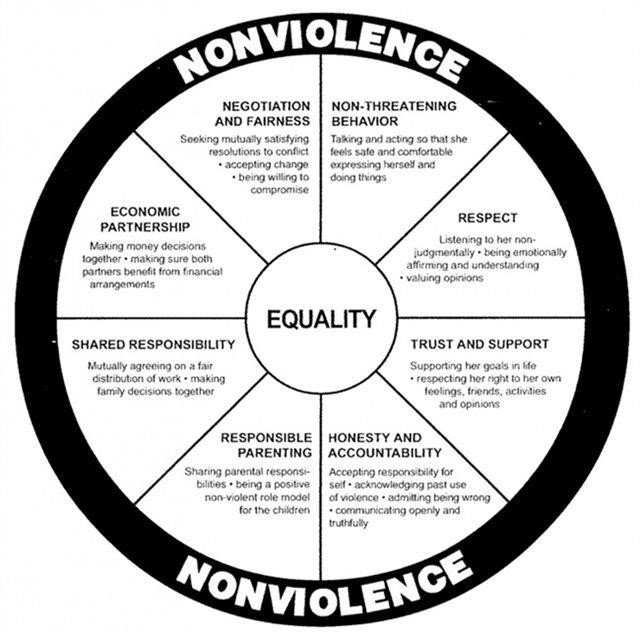 NONVIOLENCE
NEGOTIATION
AND FAIRNESS
Seeking mutually satisfying
resolutions to conflict
• accepting change
• being willing to
compromise
NON-THREATENING
BEHAVIOR
Talking and acting so that she
feels safe and comfortable
expressing herself and
doing things
ECONOMIC
PARTNERSHIP
Making money decisions
together • making sure both
partners benefit from financial
arrangements
RESPECT
Listening to her non-
judgmentally • being emotionally
affirming and understanding
• valuing opinions
EQUALITY
SHARED RESPONSIBILITY
Mutually agreeing on a fair
distribution of work • making
family decisions together
TRUST AND SUPPORT
Supporting her goals in life
• respecting her right to her own
feelings, friends, activities
and opinions
RESPONSIBLE
PARENTING
Sharing parental responsi-
bilities • being a positive
non-violent role model
for the children
HONESTY AND
ACCOUNTABILITY
Accepting responsibility for
self • acknowledging past use
of violence • admitting being wrong
• communicating openly and
truthfully
NONVIOLENCE